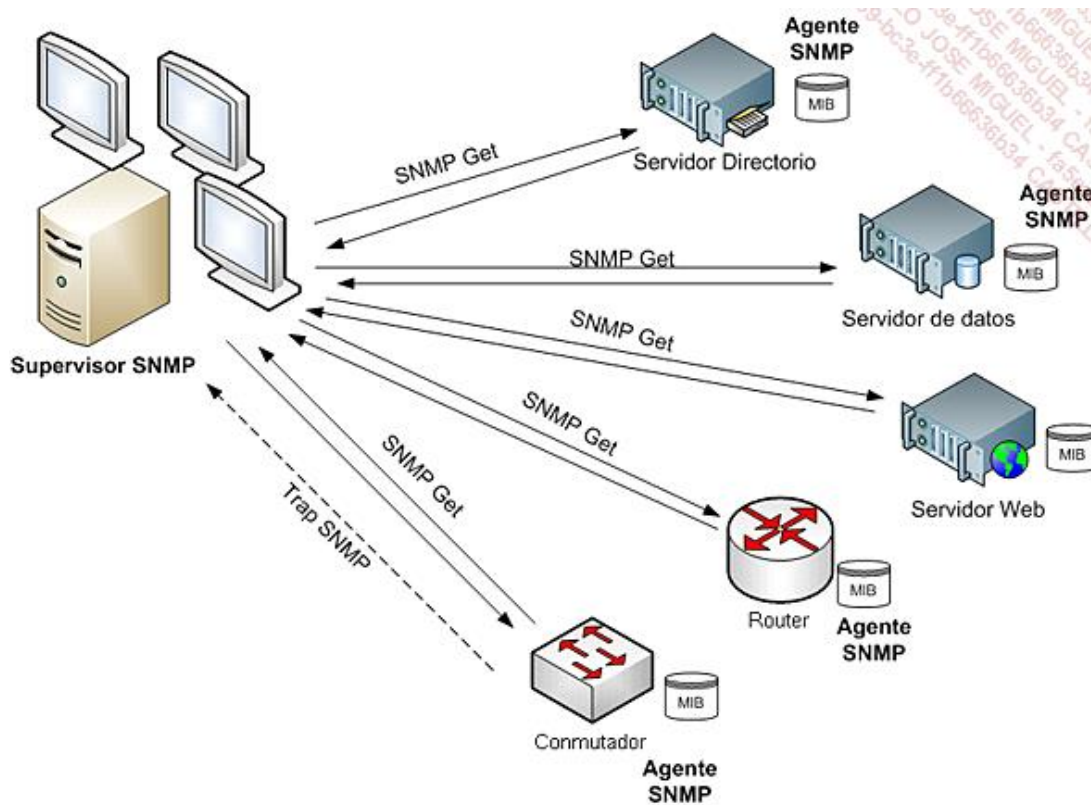 Agente
SNMP
MIB
Servidor Directorio
SNMP Get
Agente
SNMP
MIB
Servidor de datos
SNMP Get
SNMP Get
MIB
Servidor Web
Supervisor SNMP
SNMP Get
MIB
Router
Agente
SNMP
SNMP Get
Trap SNMP
MIB
Conmutador
Agente
SNMP